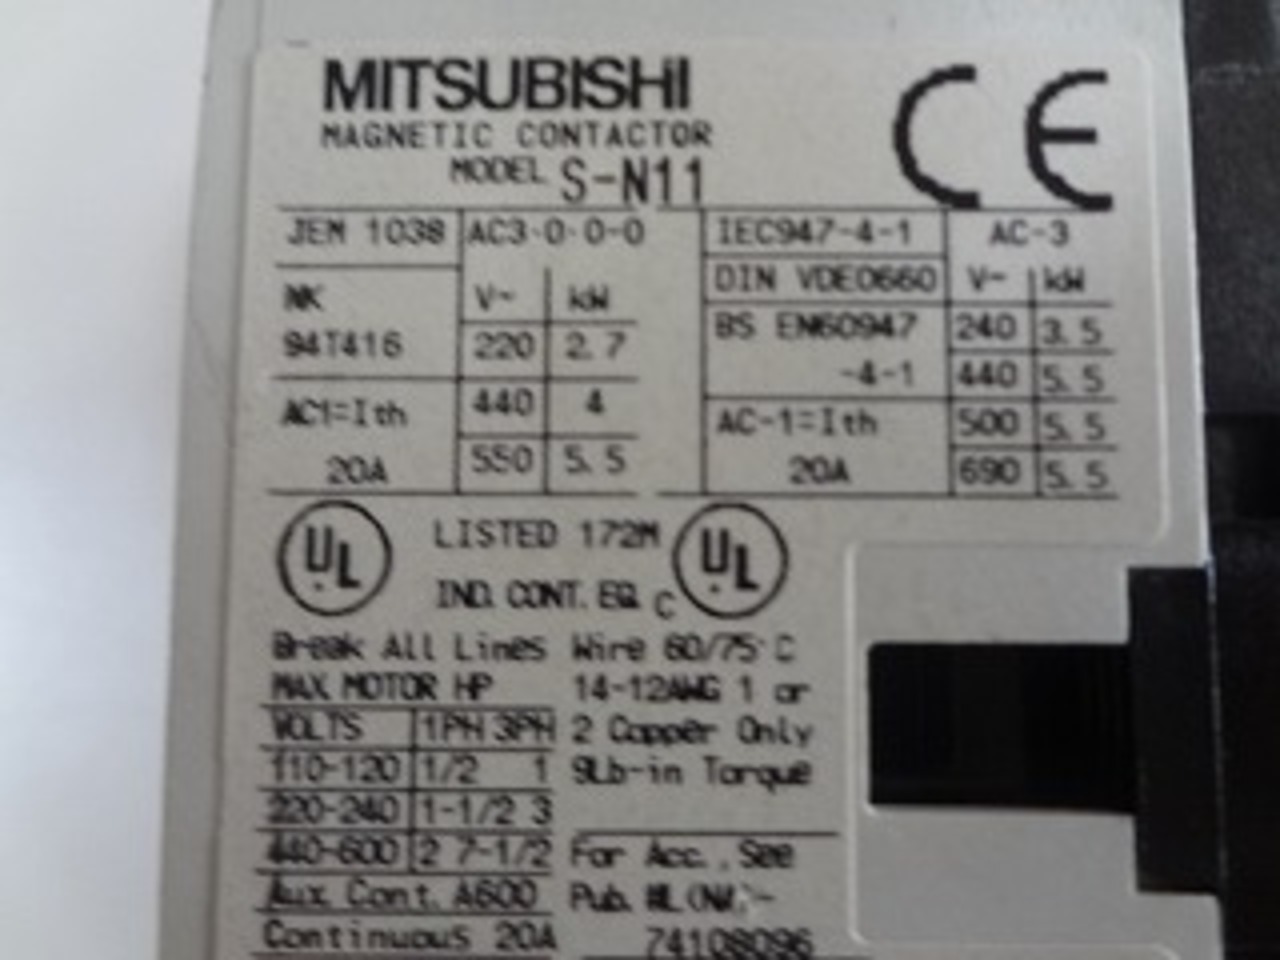 MITSUBISHI
MAGNETIC CONTACTOR
MODEL S-N11
CE
JEM 1038 AC3-0-0-0
NK V~ kW
94T416 220 2.7
AC1=Ith 440 4
20A 550 5.5
IEC947-4-1 AC-3
DIN VDE0660 V~ kW
BS EN60947 240 3.5
-4-1 440 5.5
AC-1=Ith 500 5.5
20A 690 5.5
UL LISTED 172M C UL
IND. CONT. EQ
Break All Lines
MAX. MOTOR HP
VOLTS 1PH 3PH
110-120 1/2 1
220-240 1-1/2 3
440-600 2 7-1/2
Aux. Cont. A600
Continuous 20A
Wire 60/75°C
14-12AWG 1 or
2 Copper Only
9Lb-in Torque
For Acc., See
Pub.
74108096